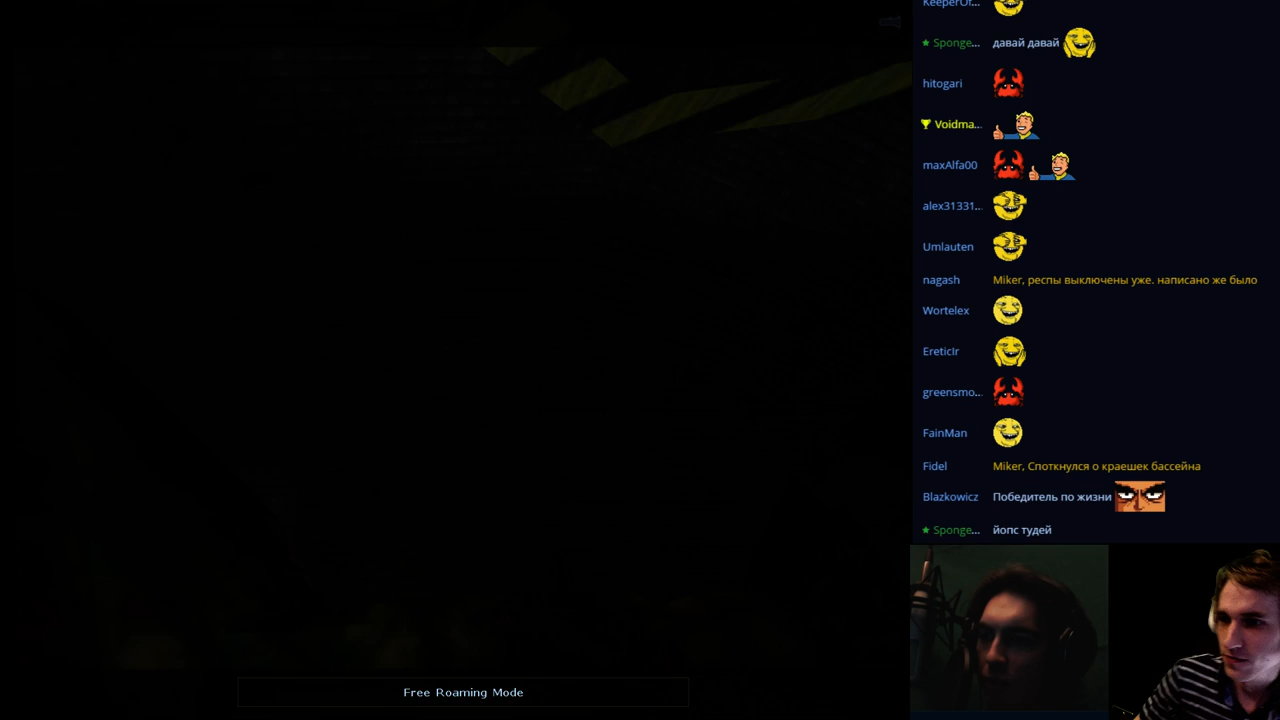 KeeperOf...
★ Sponge... давай давай
hitogari
Voidma...
maxAlfa00
alex31331...
Umlauten
nagash Miker, респы выключены уже. написано же было
Wortelex
EreticIr
greensmo...
FainMan
Fidel Miker, Споткнулся о краешек бассейна
Blazkowicz Победитель по жизни
★ Sponge... йопс тудей
Free Roaming Mode